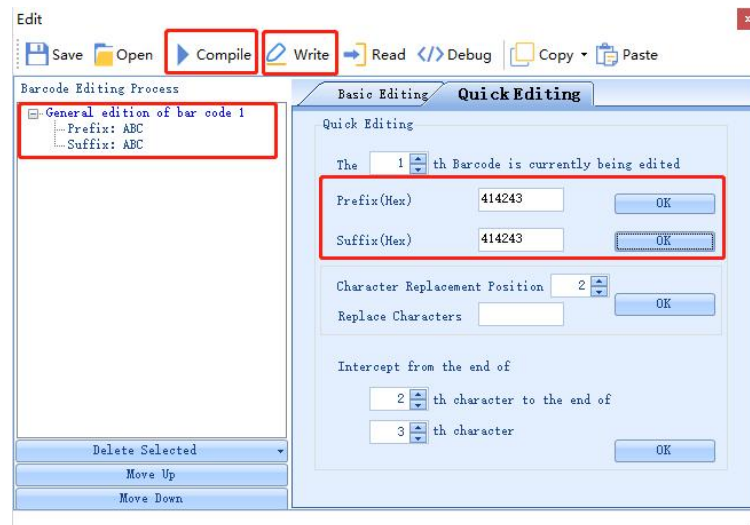 Edit
Save Open Compile Write Read </> Debug Copy Paste
Barcode Editing Process
General edition of bar code 1
Prefix: ABC
Suffix: ABC
Delete Selected
Move Up
Move Down
Basic Editing Quick Editing
Quick Editing
The 1 th Barcode is currently being edited
Prefix(Hex) 414243 OK
Suffix(Hex) 414243 OK
Character Replacement Position 2
Replace Characters OK
Intercept from the end of
2 th character to the end of
3 th character
OK